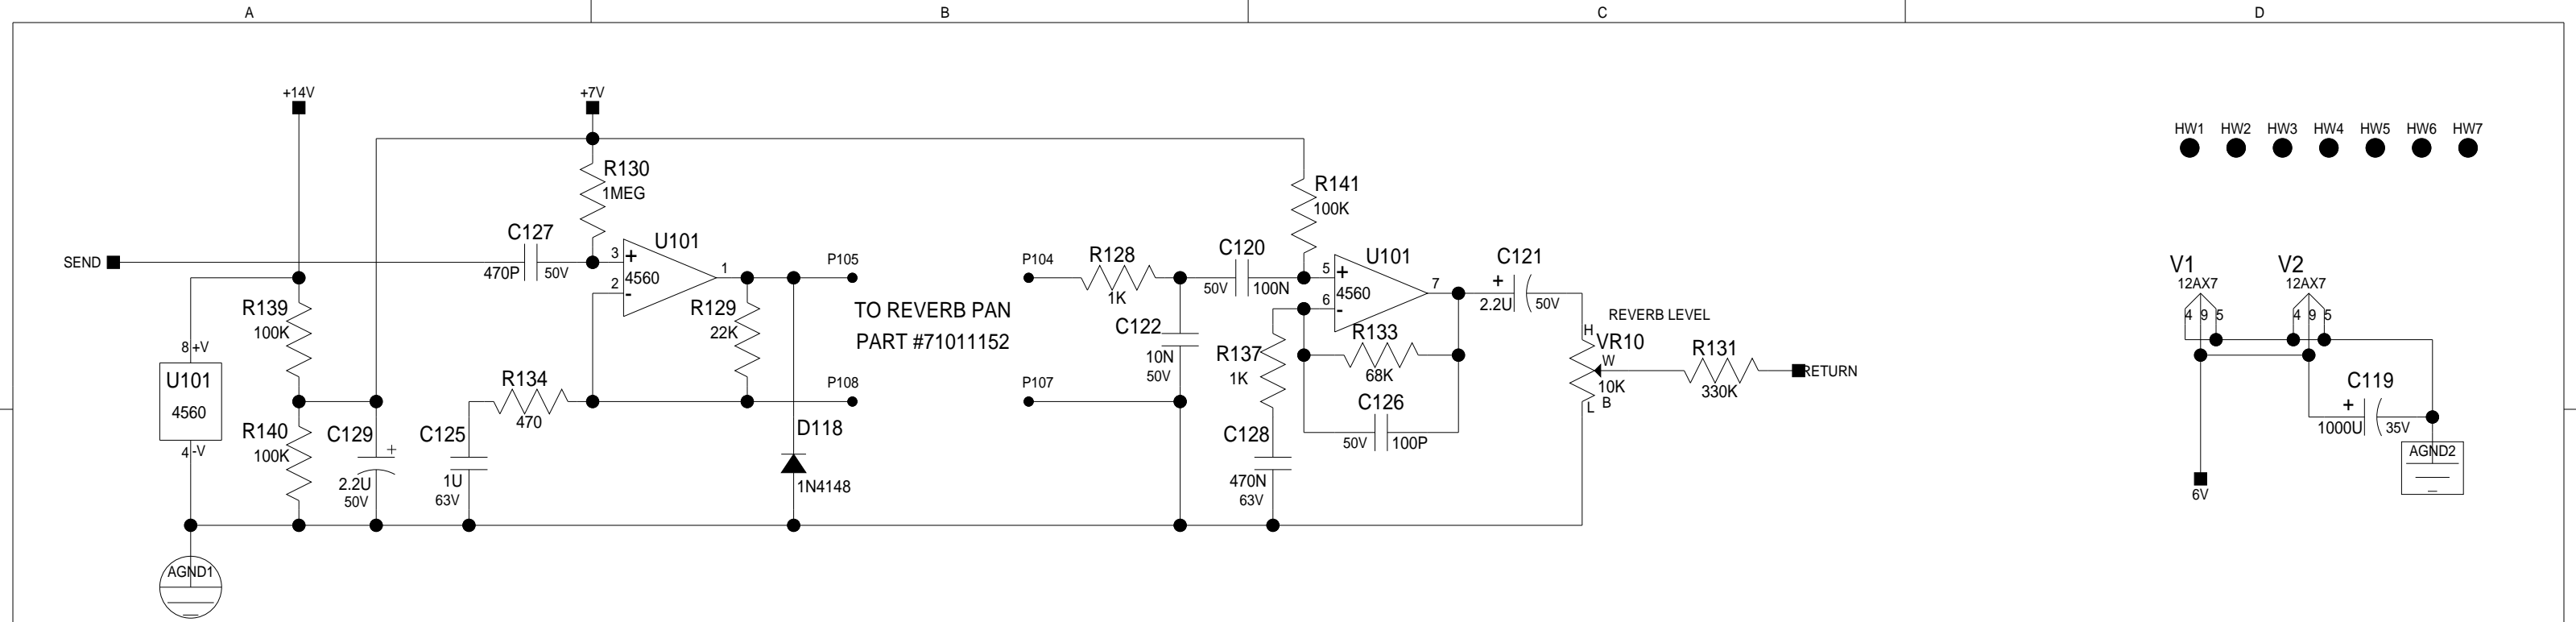 A B C D
+14V +7V
HW1 HW2 HW3 HW4 HW5 HW6 HW7
R130
1MEG
R141
100K
C127
470P 50V
SEND
U101
3 + 1
4560
2 -
P105
P104
R128
1K
C120
50V 100N
U101
5 + 7
4560
6 -
C121
+
2.2U 50V
V1
12AX7
4 9 5
V2
12AX7
4 9 5
R139
100K
R129
22K
TO REVERB PAN
PART #71011152
C122
10N
50V
R137
1K
R133
68K
REVERB LEVEL
H
VR10
W
10K
L B
R131
330K
RETURN
8 +V
U101
4560
4 -V
R134
470
P108
P107
C126
50V 100P
C119
+
1000U 35V
R140
100K
C129
+
2.2U
50V
C125
1U
63V
D118
1N4148
C128
470N
63V
AGND2
6V
AGND1